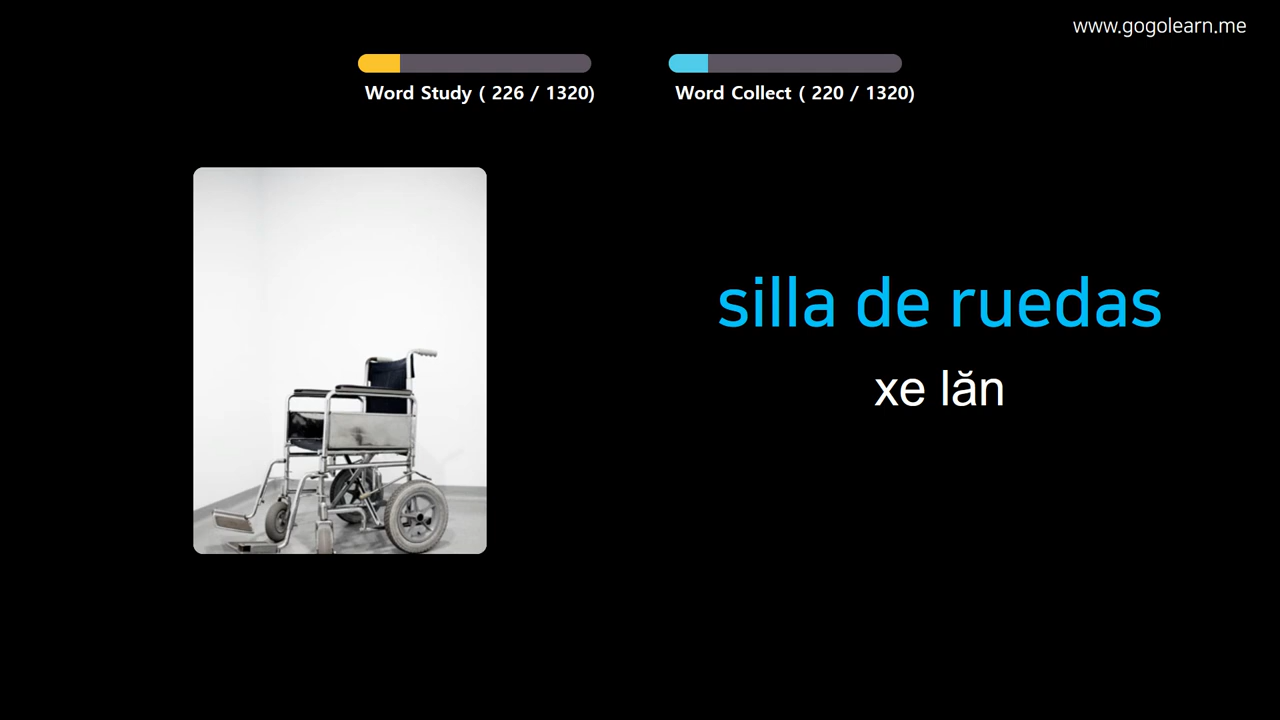 www.gogolearn.me
Word Study ( 226 / 1320)
Word Collect ( 220 / 1320)
silla de ruedas
xe lăn